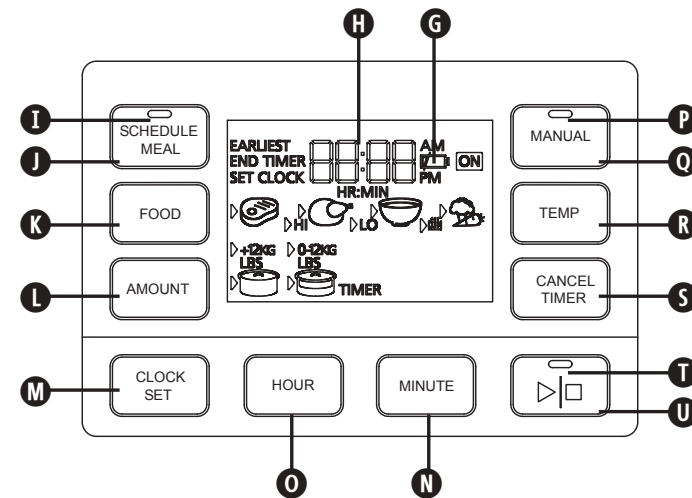 H G
I P
SCHEDULE
MEAL
MANUAL
J Q
EARLIEST AM
END TIMER 88:88 ON
SET CLOCK PM
HR:MIN
K FOOD TEMP R
HI LO
+12KG 0-12KG
LBS LBS
L AMOUNT CANCEL
TIMER S
TIMER
M CLOCK
SET
HOUR MINUTE
T
U
O N